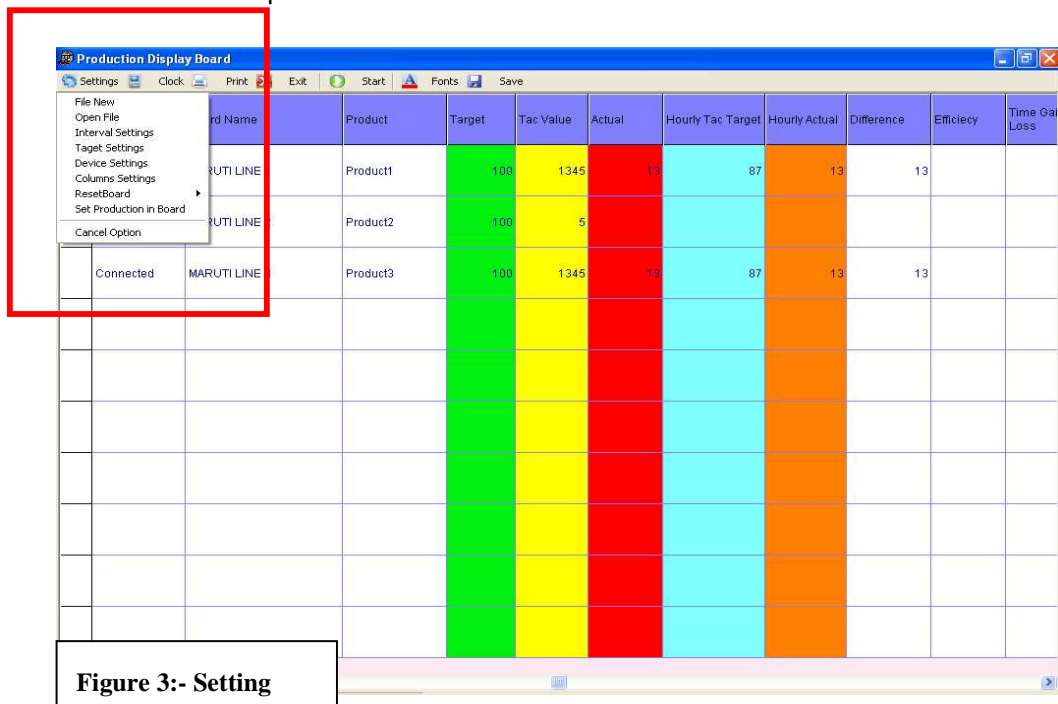 Production Display Board
Settings Clock Print Exit Start A Fonts Save
File New
Open File
Interval Settings
Taget Settings
Device Settings
Columns Settings
ResetBoard
Set Production in Board
Cancel Option
rd Name Product Target Tac Value Actual Hourly Tac Target Hourly Actual Difference Efficiecy Time Gai
Loss
RUTI LINE Product1 100 1345 13 87 13 13
RUTI LINE Product2 100 5
Connected MARUTI LINE Product3 100 1345 13 87 13 13
Figure 3:- Setting